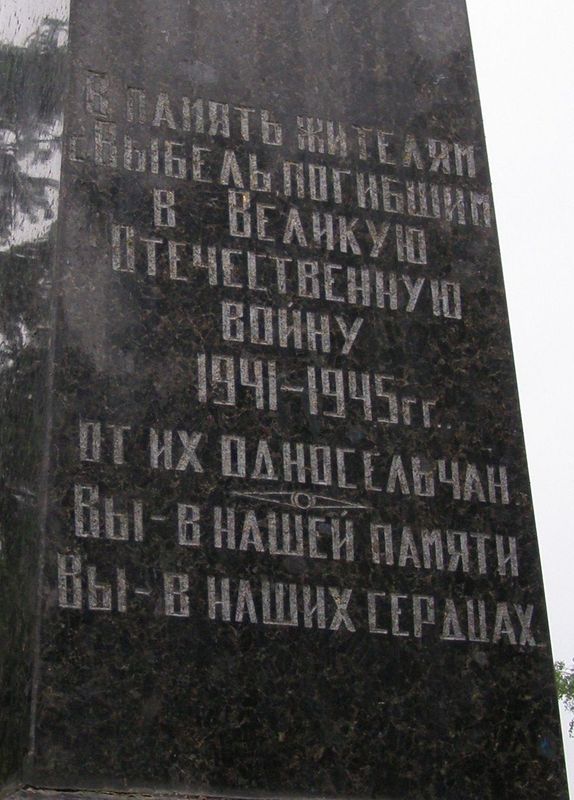 В ПАМЯТЬ ЖИТЕЛЯМ
с ВЫБЕЛЬ, ПОГИБШИМ
В ВЕЛИКУЮ
ОТЕЧЕСТВЕННУЮ
ВОЙНУ
1941-1945гг..
ОТ ИХ ОДНОСЕЛЬЧАН.
ВЫ - В НАШЕЙ ПАМЯТИ
ВЫ - В НАШИХ СЕРДЦАХ.